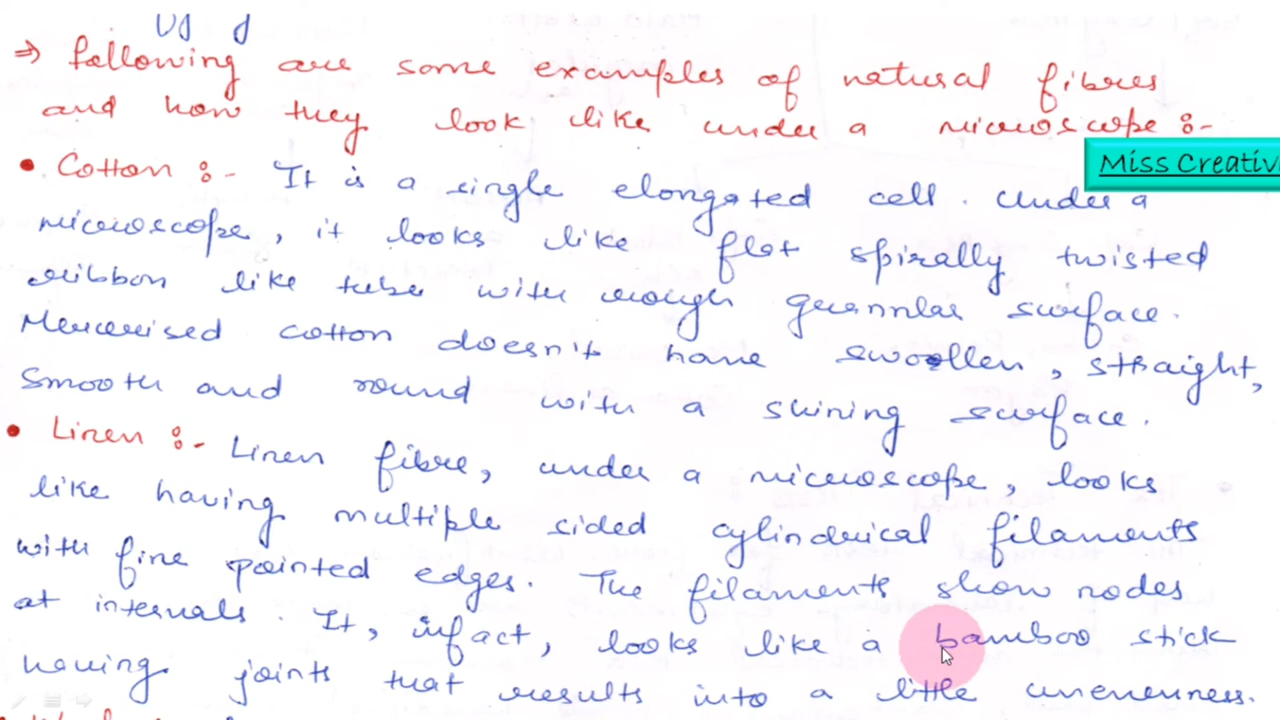 ⇒ Following are some examples of natural fibres
and how they look like under a microscope :-
Miss Creativ
• Cotton :- It is a single elongated cell. Under a
microscope, it looks like flat spirally twisted
ribbon like tube with rough granular surface.
Mercerised cotton doesn't have swollen, straight,
smooth and round with a shining surface.
• Linen :- Linen fibre, under a microscope, looks
like having multiple sided cylindrical filaments
with fine pointed edges. The filaments show nodes
at intervals. It, infact, looks like a bamboo stick
having joints that results into a little unevenness.